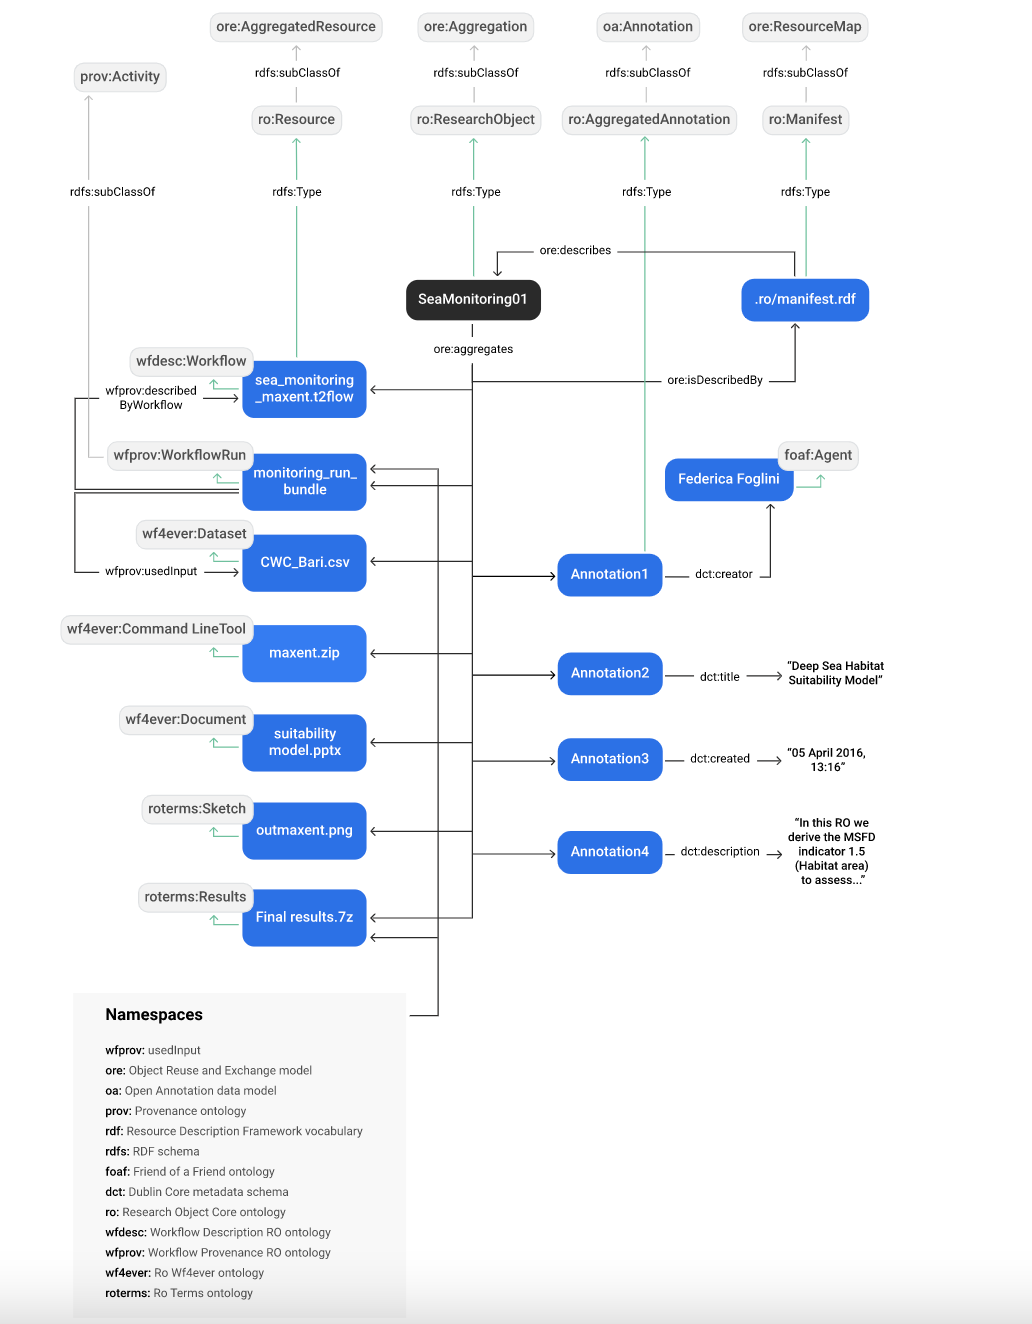 ore:AggregatedResource
ore:Aggregation
oa:Annotation
ore:ResourceMap
prov:Activity
rdfs:subClassOf
rdfs:subClassOf
rdfs:subClassOf
rdfs:subClassOf
ro:Resource
ro:ResearchObject
ro:AggregatedAnnotation
ro:Manifest
rdfs:subClassOf
rdfs:Type
rdfs:Type
rdfs:Type
rdfs:Type
ore:describes
SeaMonitoring01
.ro/manifest.rdf
ore:aggregates
wfdesc:Workflow
sea_monitoring
_maxent.t2flow
ore:isDescribedBy
wfprov:described
ByWorkflow
wfprov:WorkflowRun
monitoring_run_
bundle
foaf:Agent
Federica Foglini
wf4ever:Dataset
CWC_Bari.csv
wfprov:usedInput
Annotation1
dct:creator
wf4ever:Command LineTool
maxent.zip
Annotation2
dct:title
“Deep Sea Habitat
Suitability Model”
wf4ever:Document
suitability
model.pptx
Annotation3
dct:created
“05 April 2016,
13:16”
roterms:Sketch
outmaxent.png
Annotation4
dct:description
“In this RO we
derive the MSFD
indicator 1.5
(Habitat area)
to assess...”
roterms:Results
Final results.7z
Namespaces
wfprov: usedInput
ore: Object Reuse and Exchange model
oa: Open Annotation data model
prov: Provenance ontology
rdf: Resource Description Framework vocabulary
rdfs: RDF schema
foaf: Friend of a Friend ontology
dct: Dublin Core metadata schema
ro: Research Object Core ontology
wfdesc: Workflow Description RO ontology
wfprov: Workflow Provenance RO ontology
wf4ever: Ro Wf4ever ontology
roterms: Ro Terms ontology